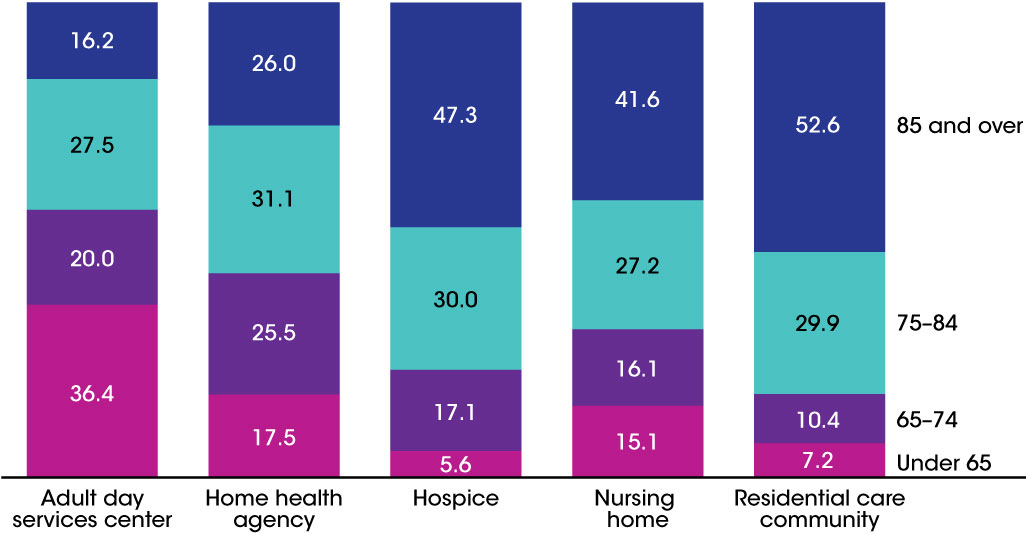 16.2
26.0
47.3
41.6
52.6
85 and over
27.5
31.1
30.0
27.2
29.9
75–84
20.0
25.5
17.1
16.1
10.4
65–74
36.4
17.5
5.6
15.1
7.2
Under 65
Adult day
services center
Home health
agency
Hospice
Nursing
home
Residential care
community